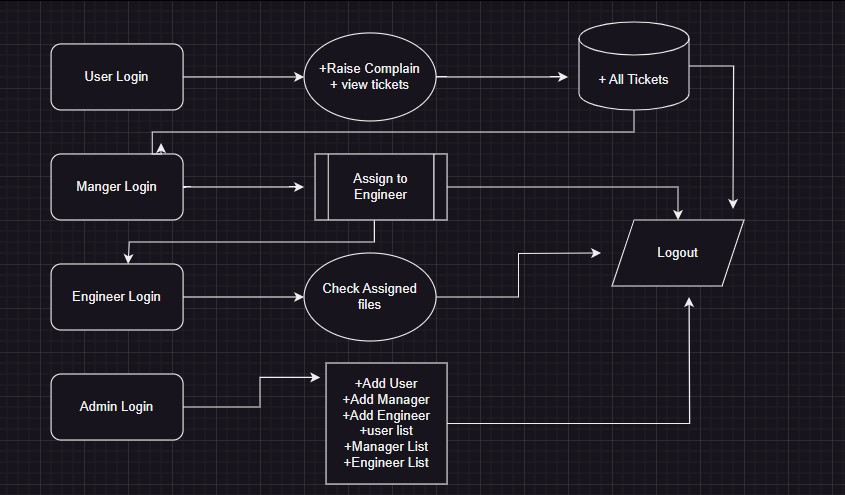 User Login
+Raise Complain
+ view tickets
+ All Tickets
Manger Login
Assign to
Engineer
Logout
Engineer Login
Check Assigned
files
Admin Login
+Add User
+Add Manager
+Add Engineer
+user list
+Manager List
+Engineer List